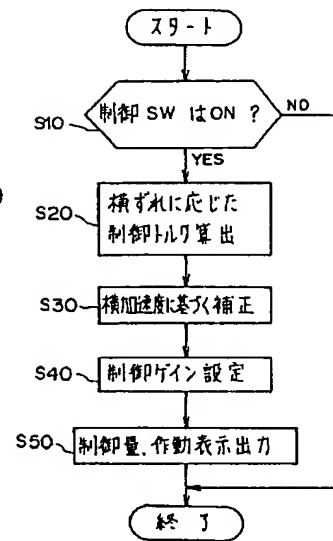 スタート
制御 SW はON ?
NO
S10
YES
S20
横ずれに応じた
制御トルク算出
S30
横加速度に基づく補正
S40
制御ゲイン設定
S50
制御量、作動表示出力
終 了